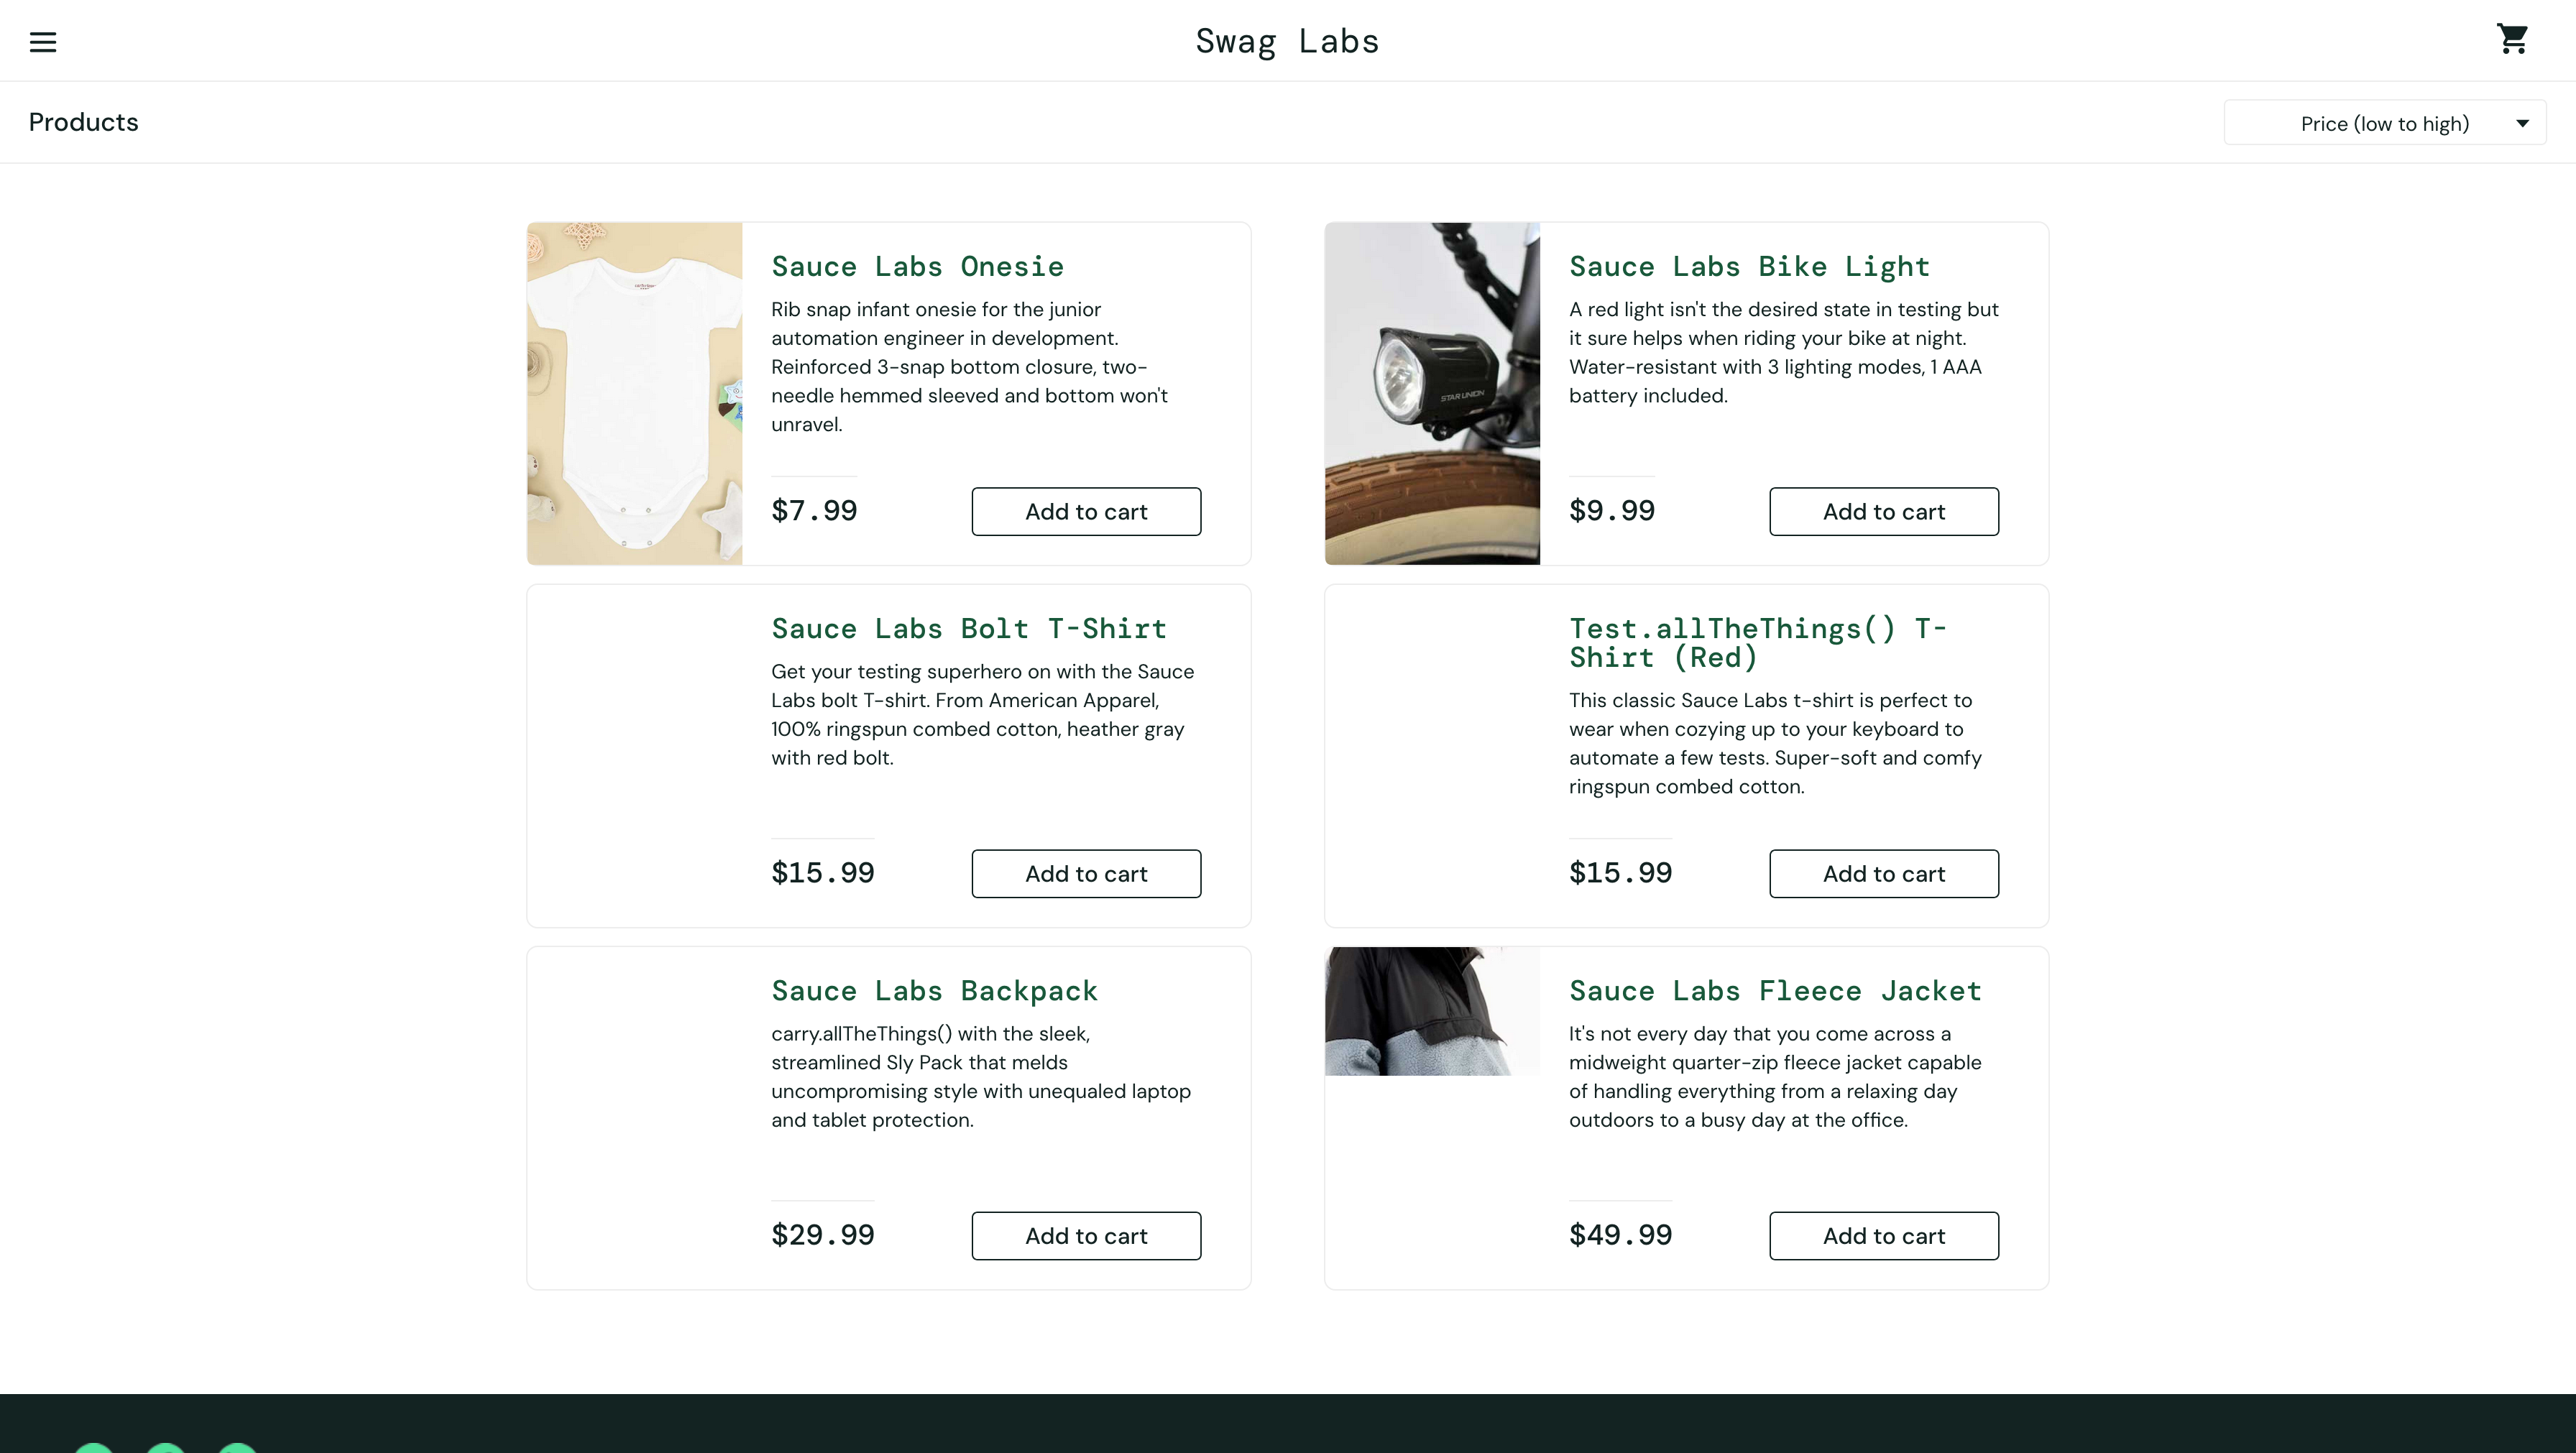 Swag Labs
Products
Price (low to high)
Sauce Labs Onesie
Rib snap infant onesie for the junior
automation engineer in development.
Reinforced 3-snap bottom closure, two-
needle hemmed sleeved and bottom won't
unravel.
$7.99
Add to cart
STAR UNION
Sauce Labs Bike Light
A red light isn't the desired state in testing but
it sure helps when riding your bike at night.
Water-resistant with 3 lighting modes, 1 AAA
battery included.
$9.99
Add to cart
Sauce Labs Bolt T-Shirt
Get your testing superhero on with the Sauce
Labs bolt T-shirt. From American Apparel,
100% ringspun combed cotton, heather gray
with red bolt.
$15.99
Add to cart
Test.allTheThings() T-
Shirt (Red)
This classic Sauce Labs t-shirt is perfect to
wear when cozying up to your keyboard to
automate a few tests. Super-soft and comfy
ringspun combed cotton.
$15.99
Add to cart
Sauce Labs Backpack
carry.allTheThings() with the sleek,
streamlined Sly Pack that melds
uncompromising style with unequaled laptop
and tablet protection.
$29.99
Add to cart
Sauce Labs Fleece Jacket
It's not every day that you come across a
midweight quarter-zip fleece jacket capable
of handling everything from a relaxing day
outdoors to a busy day at the office.
$49.99
Add to cart